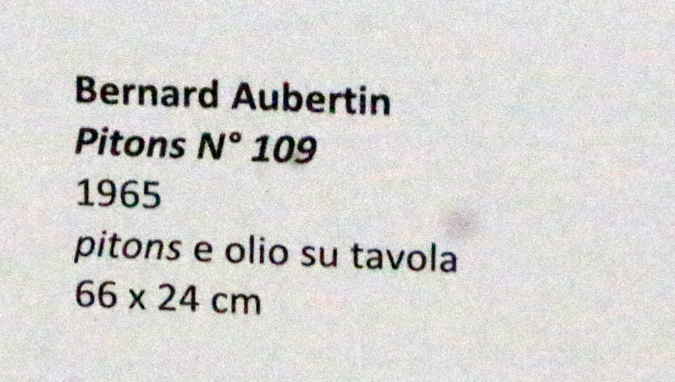 Bernard Aubertin
Pitons N° 109
1965
pitons e olio su tavola
66 x 24 cm